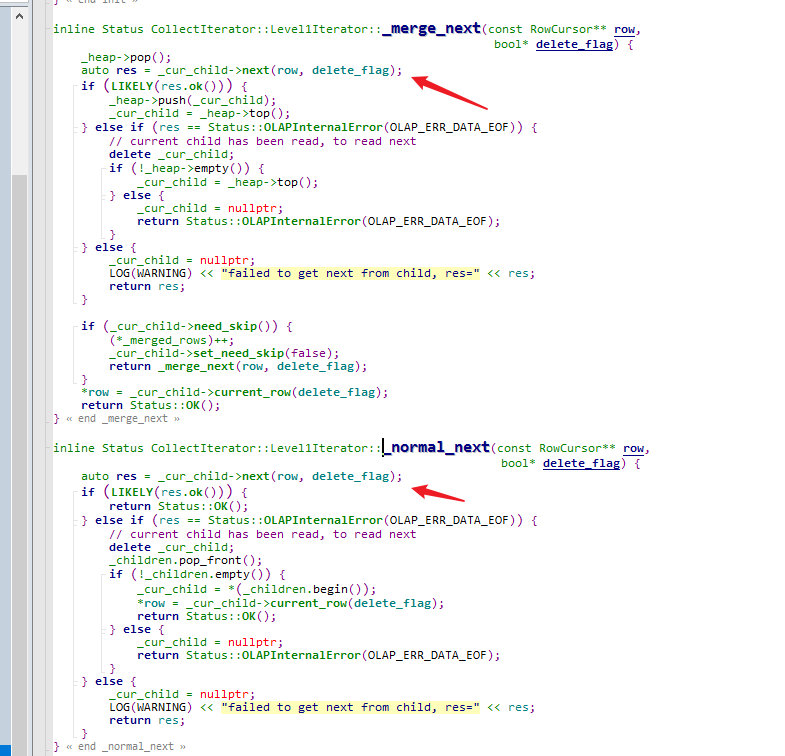 } « end init »
inline Status CollectIterator::Level1Iterator::_merge_next(const RowCursor** row,
bool* delete_flag) {
_heap->pop();
auto res = _cur_child->next(row, delete_flag);
if (LIKELY(res.ok())) {
_heap->push(_cur_child);
_cur_child = _heap->top();
} else if (res == Status::OLAPInternalError(OLAP_ERR_DATA_EOF)) {
// current child has been read, to read next
delete _cur_child;
if (!_heap->empty()) {
_cur_child = _heap->top();
} else {
_cur_child = nullptr;
return Status::OLAPInternalError(OLAP_ERR_DATA_EOF);
}
} else {
_cur_child = nullptr;
LOG(WARNING) << "failed to get next from child, res=" << res;
return res;
}
if (_cur_child->need_skip()) {
(*_merged_rows)++;
_cur_child->set_need_skip(false);
return _merge_next(row, delete_flag);
}
*row = _cur_child->current_row(delete_flag);
return Status::OK();
} « end _merge_next »
inline Status CollectIterator::Level1Iterator::_normal_next(const RowCursor** row,
bool* delete_flag) {
auto res = _cur_child->next(row, delete_flag);
if (LIKELY(res.ok())) {
return Status::OK();
} else if (res == Status::OLAPInternalError(OLAP_ERR_DATA_EOF)) {
// current child has been read, to read next
delete _cur_child;
_children.pop_front();
if (!_children.empty()) {
_cur_child = *(_children.begin());
*row = _cur_child->current_row(delete_flag);
return Status::OK();
} else {
_cur_child = nullptr;
return Status::OLAPInternalError(OLAP_ERR_DATA_EOF);
}
} else {
_cur_child = nullptr;
LOG(WARNING) << "failed to get next from child, res=" << res;
return res;
}
} « end _normal_next »